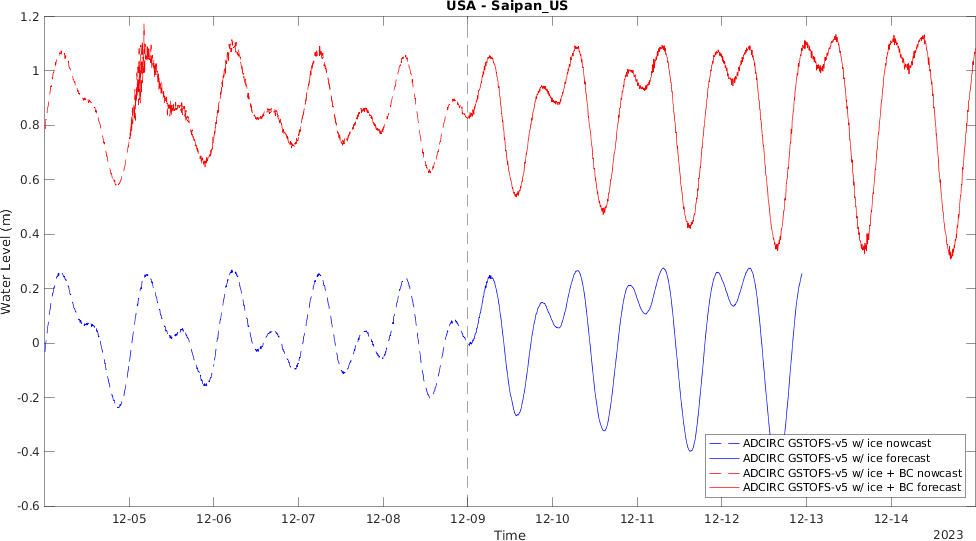 USA - Saipan_US
1.2
1
0.8
0.6
0.4
0.2
0
-0.2
-0.4
-0.6
Water Level (m)
ADCIRC GSTOFS-v5 w/ ice nowcast
ADCIRC GSTOFS-v5 w/ ice forecast
ADCIRC GSTOFS-v5 w/ ice + BC nowcast
ADCIRC GSTOFS-v5 w/ ice + BC forecast
12-05 12-06 12-07 12-08 12-09 12-10 12-11 12-12 12-13 12-14
Time
2023